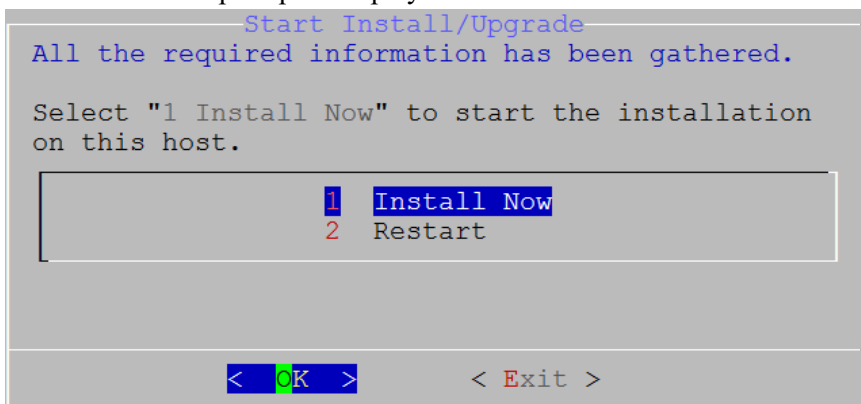 Start Install/Upgrade
All the required information has been gathered.
Select "1 Install Now" to start the installation
on this host.
1 Install Now
2 Restart
< OK > < Exit >